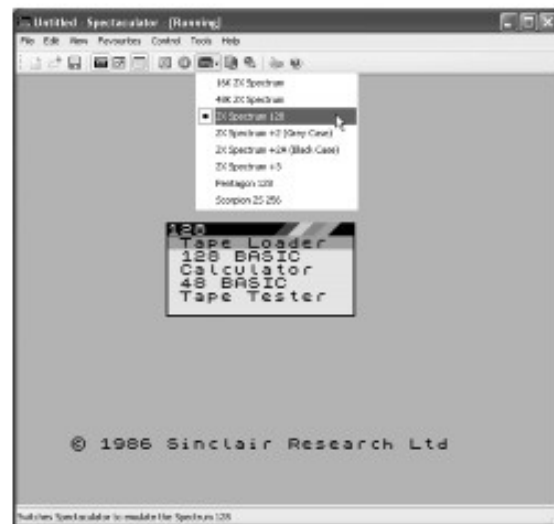 Untitled - Spectaculator [Running]
File Edit View Favourites Control Tools Help
16K ZX Spectrum
48K ZX Spectrum
ZX Spectrum 128
ZX Spectrum +2 (Grey Case)
ZX Spectrum +2A (Black Case)
ZX Spectrum +3
Pentagon 128
Scorpion ZS 256
128
Tape Loader
128 BASIC
Calculator
48 BASIC
Tape Tester
© 1986 Sinclair Research Ltd
Switches Spectaculator to emulate the Spectrum 128